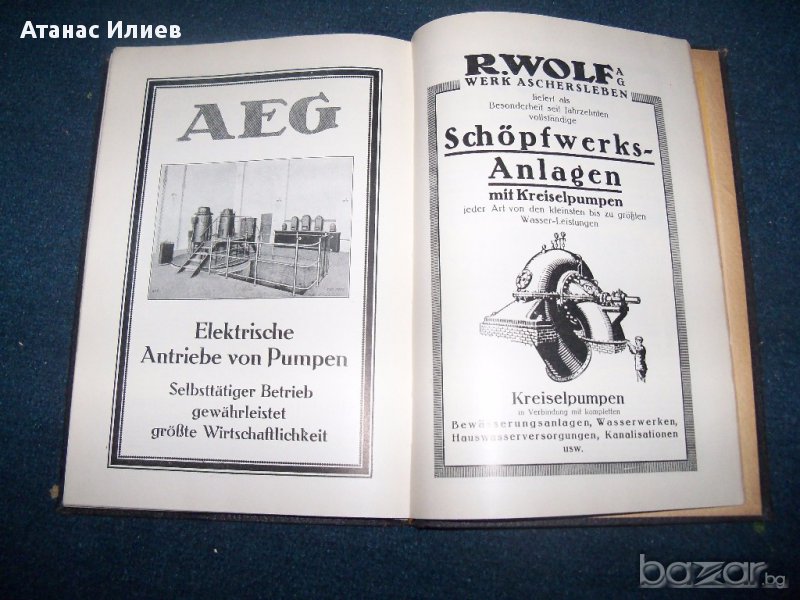 Атанас Илиев
AEG
Elektrische
Antriebe von Pumpen
Selbsttätiger Betrieb
gewährleistet
größte Wirtschaftlichkeit
R.WOLF AG
WERK ASCHERSLEBEN
liefert als
Besonderheit seit Jahrzehnten
vollständige
Schöpfwerks-
Anlagen
mit Kreiselpumpen
jeder Art von den kleinsten bis zu größten
Wasser-Leistungen
Kreiselpumpen
in Verbindung mit kompletten
Bewässerungsanlagen, Wasserwerken,
Hauswasserversorgungen, Kanalisationen
usw.
bazar.bg